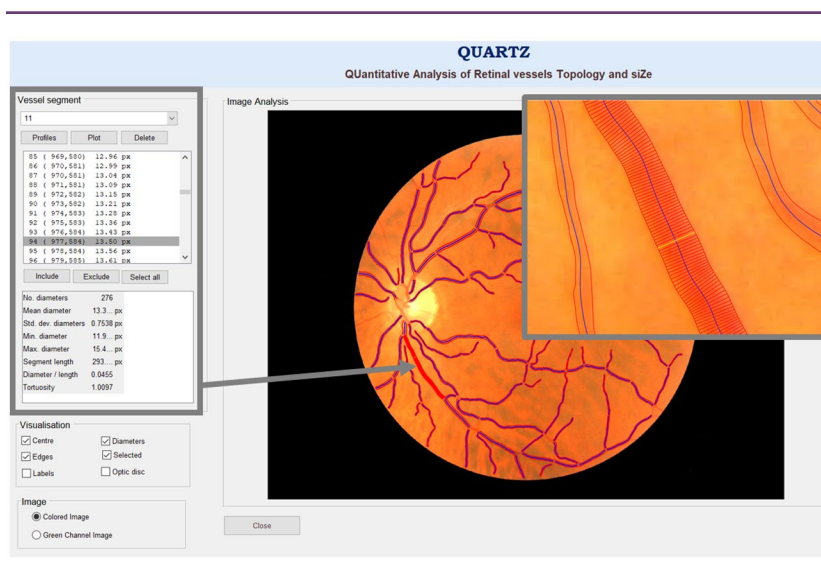 QUARTZ
QUantitative Analysis of Retinal vessels Topology and siZe
Vessel segment
11
Profiles Plot Delete
85 ( 969,580) 12.96 px
86 ( 970,581) 12.99 px
87 ( 970,581) 13.04 px
88 ( 971,581) 13.09 px
89 ( 972,582) 13.15 px
90 ( 973,582) 13.21 px
91 ( 974,583) 13.28 px
92 ( 975,583) 13.36 px
93 ( 976,584) 13.43 px
94 ( 977,584) 13.50 px
95 ( 978,584) 13.56 px
96 ( 979,585) 13.61 px
Include Exclude Select all
No. diameters 276
Mean diameter 13.3... px
Std. dev. diameters 0.7538 px
Min. diameter 11.9... px
Max. diameter 15.4... px
Segment length 293.... px
Diameter / length 0.0455
Tortuosity 1.0097
Visualisation
Centre Diameters
Edges Selected
Labels Optic disc
Image
Colored Image
Green Channel Image
Image Analysis
Close